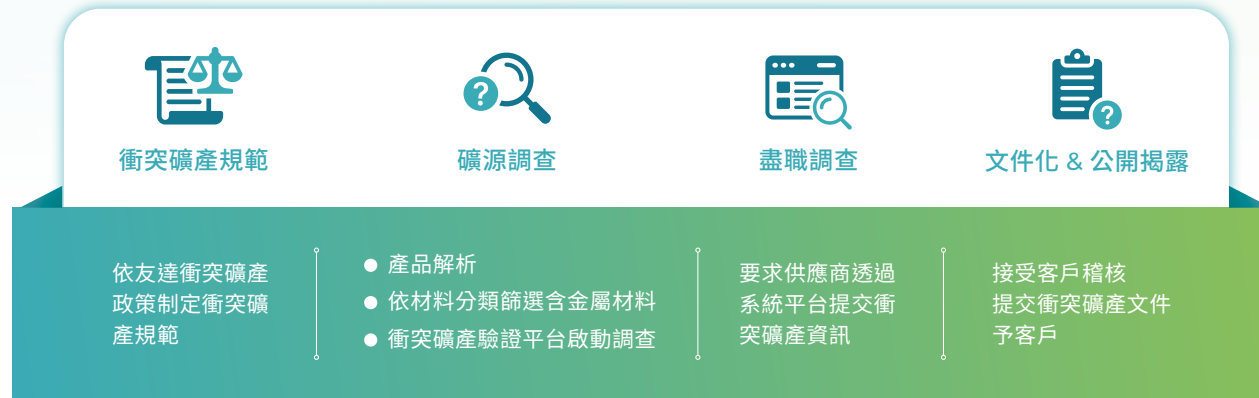 衝突礦產規範
礦源調查
盡職調查
文件化 & 公開揭露
依友達衝突礦產
政策制定衝突礦
產規範
● 產品解析
● 依材料分類篩選含金屬材料
● 衝突礦產驗證平台啟動調查
要求供應商透過
系統平台提交衝
突礦產資訊
接受客戶稽核
提交衝突礦產文件
予客戶